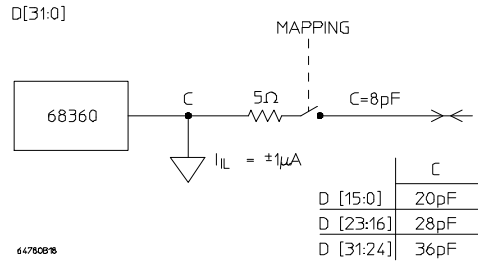 D[31:0]
MAPPING
68360
C
5Ω
C=8pF
I_IL = ±1µA
C
D [15:0] 20pF
D [23:16] 28pF
D [31:24] 36pF
64780B18